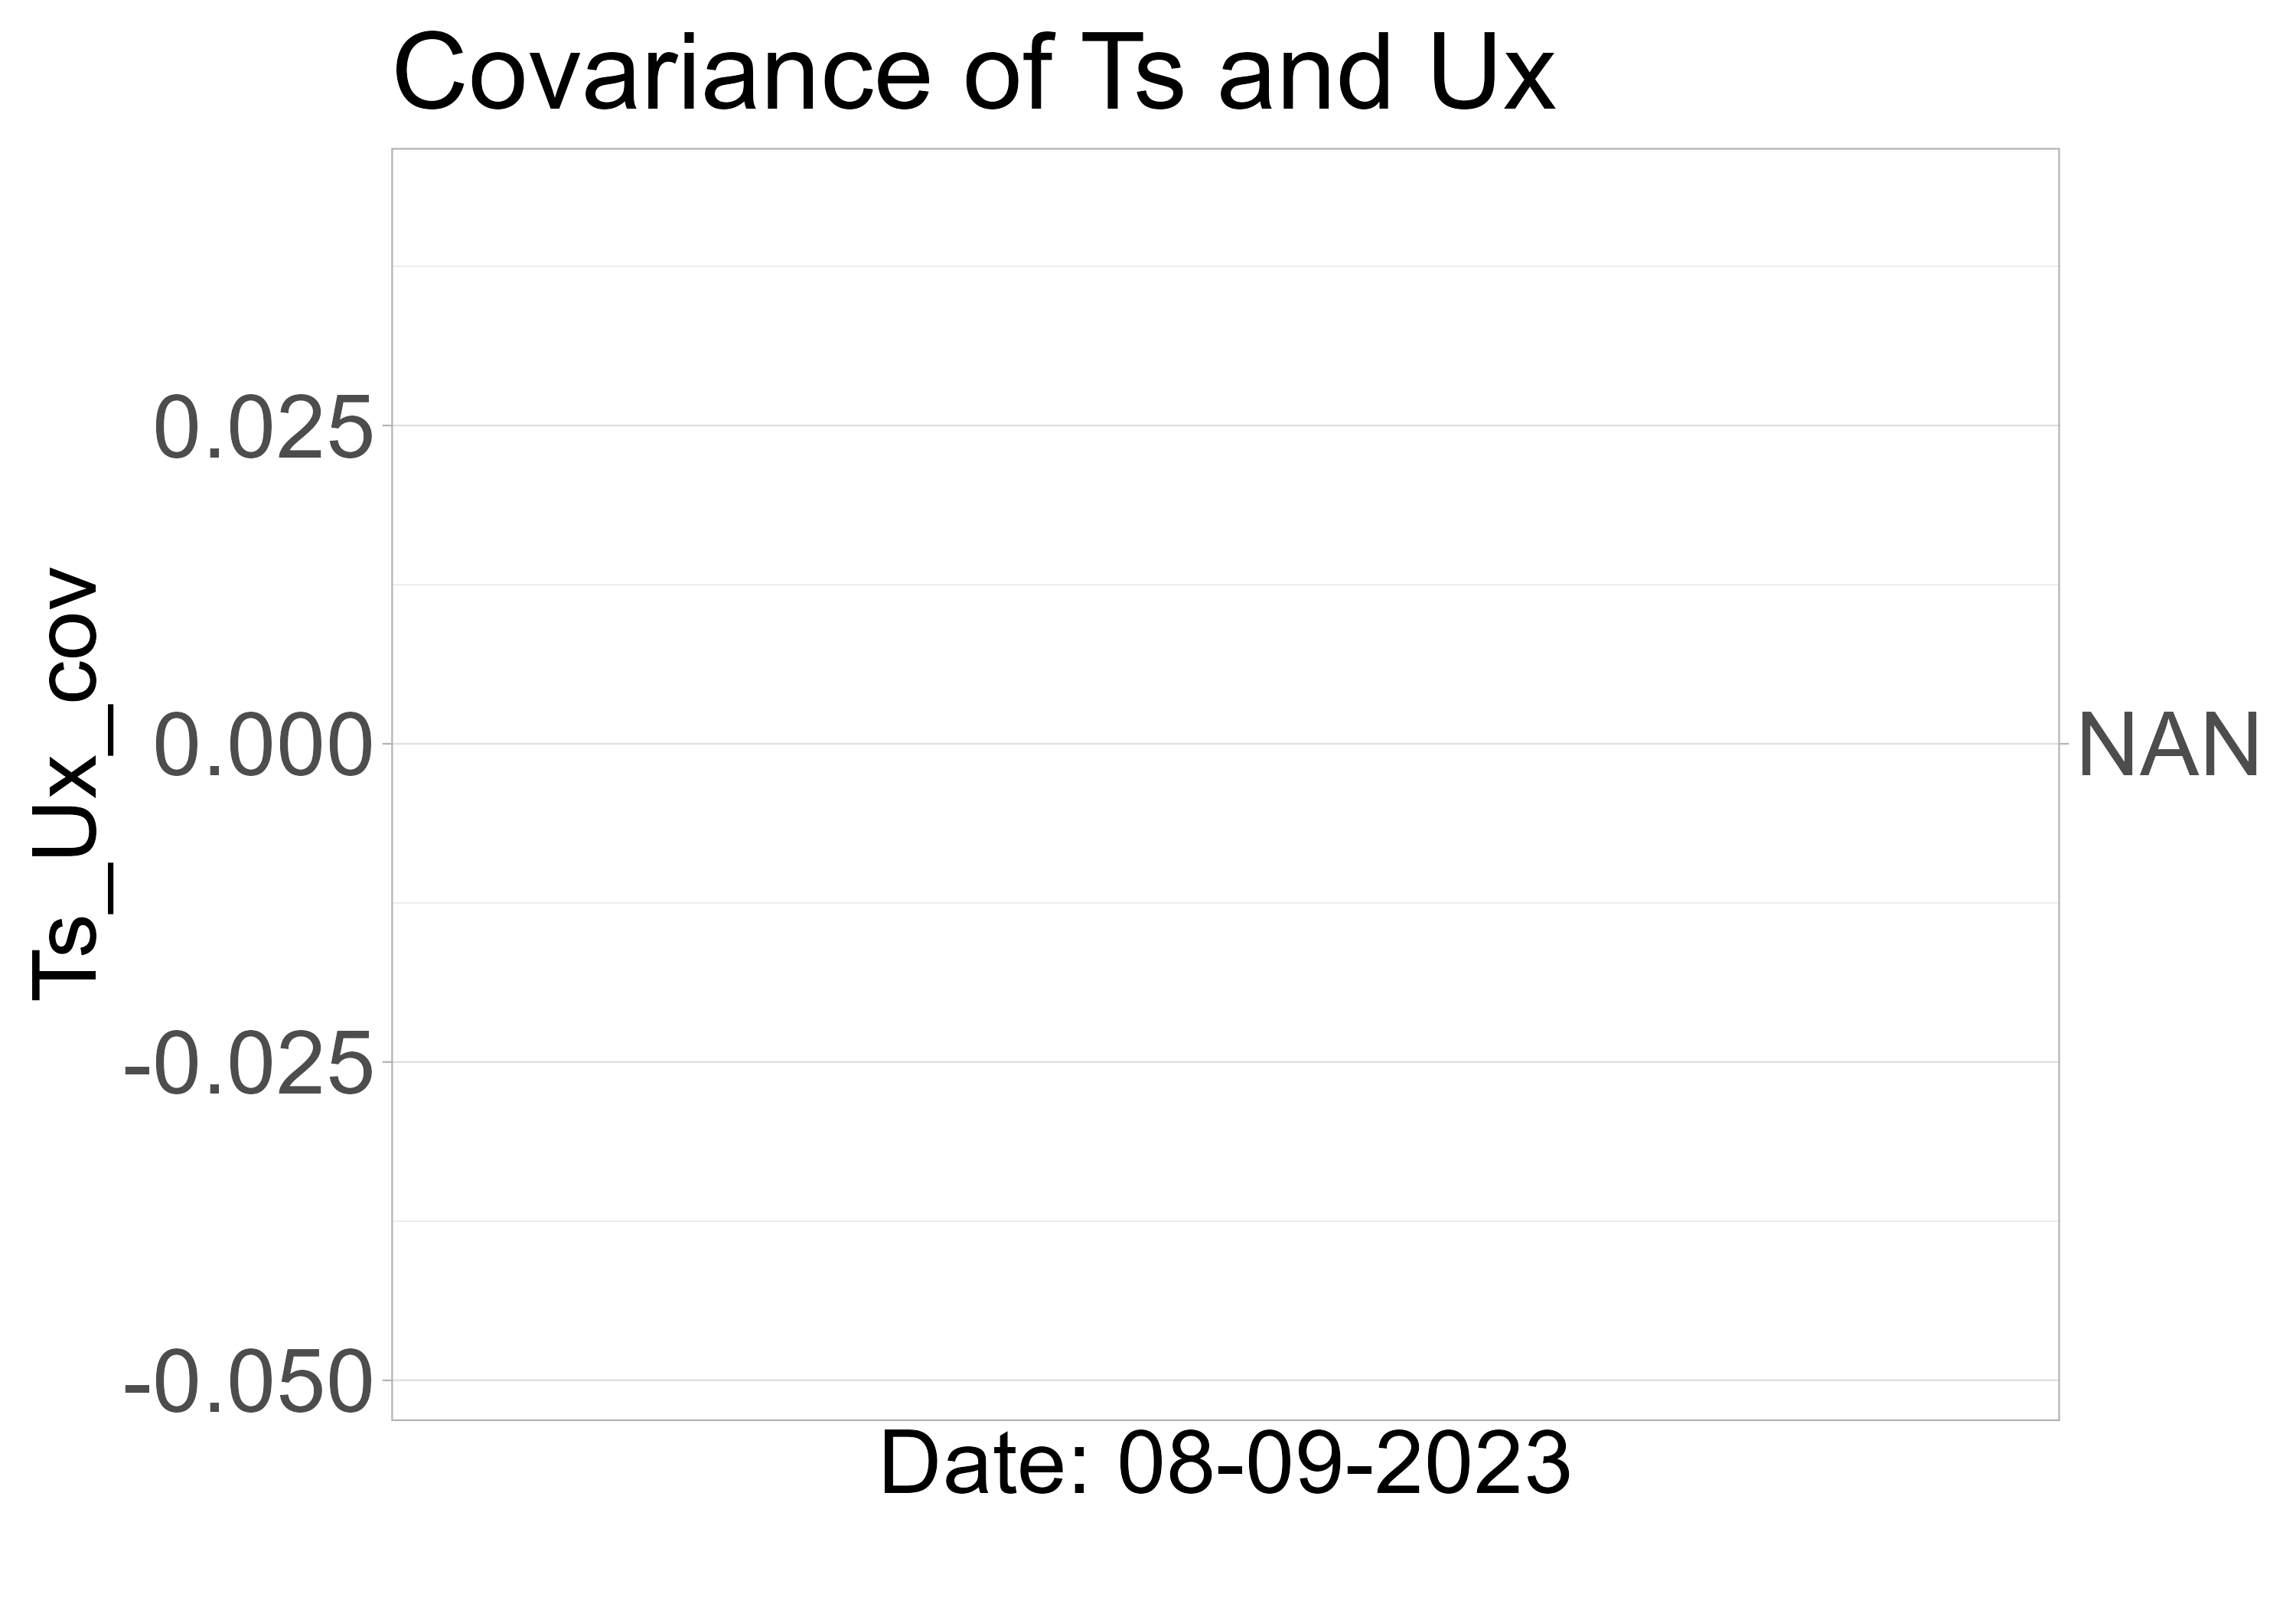 Covariance of Ts and Ux
Ts_Ux_cov
0.025
0.000
-0.025
-0.050
NAN
Date: 08-09-2023